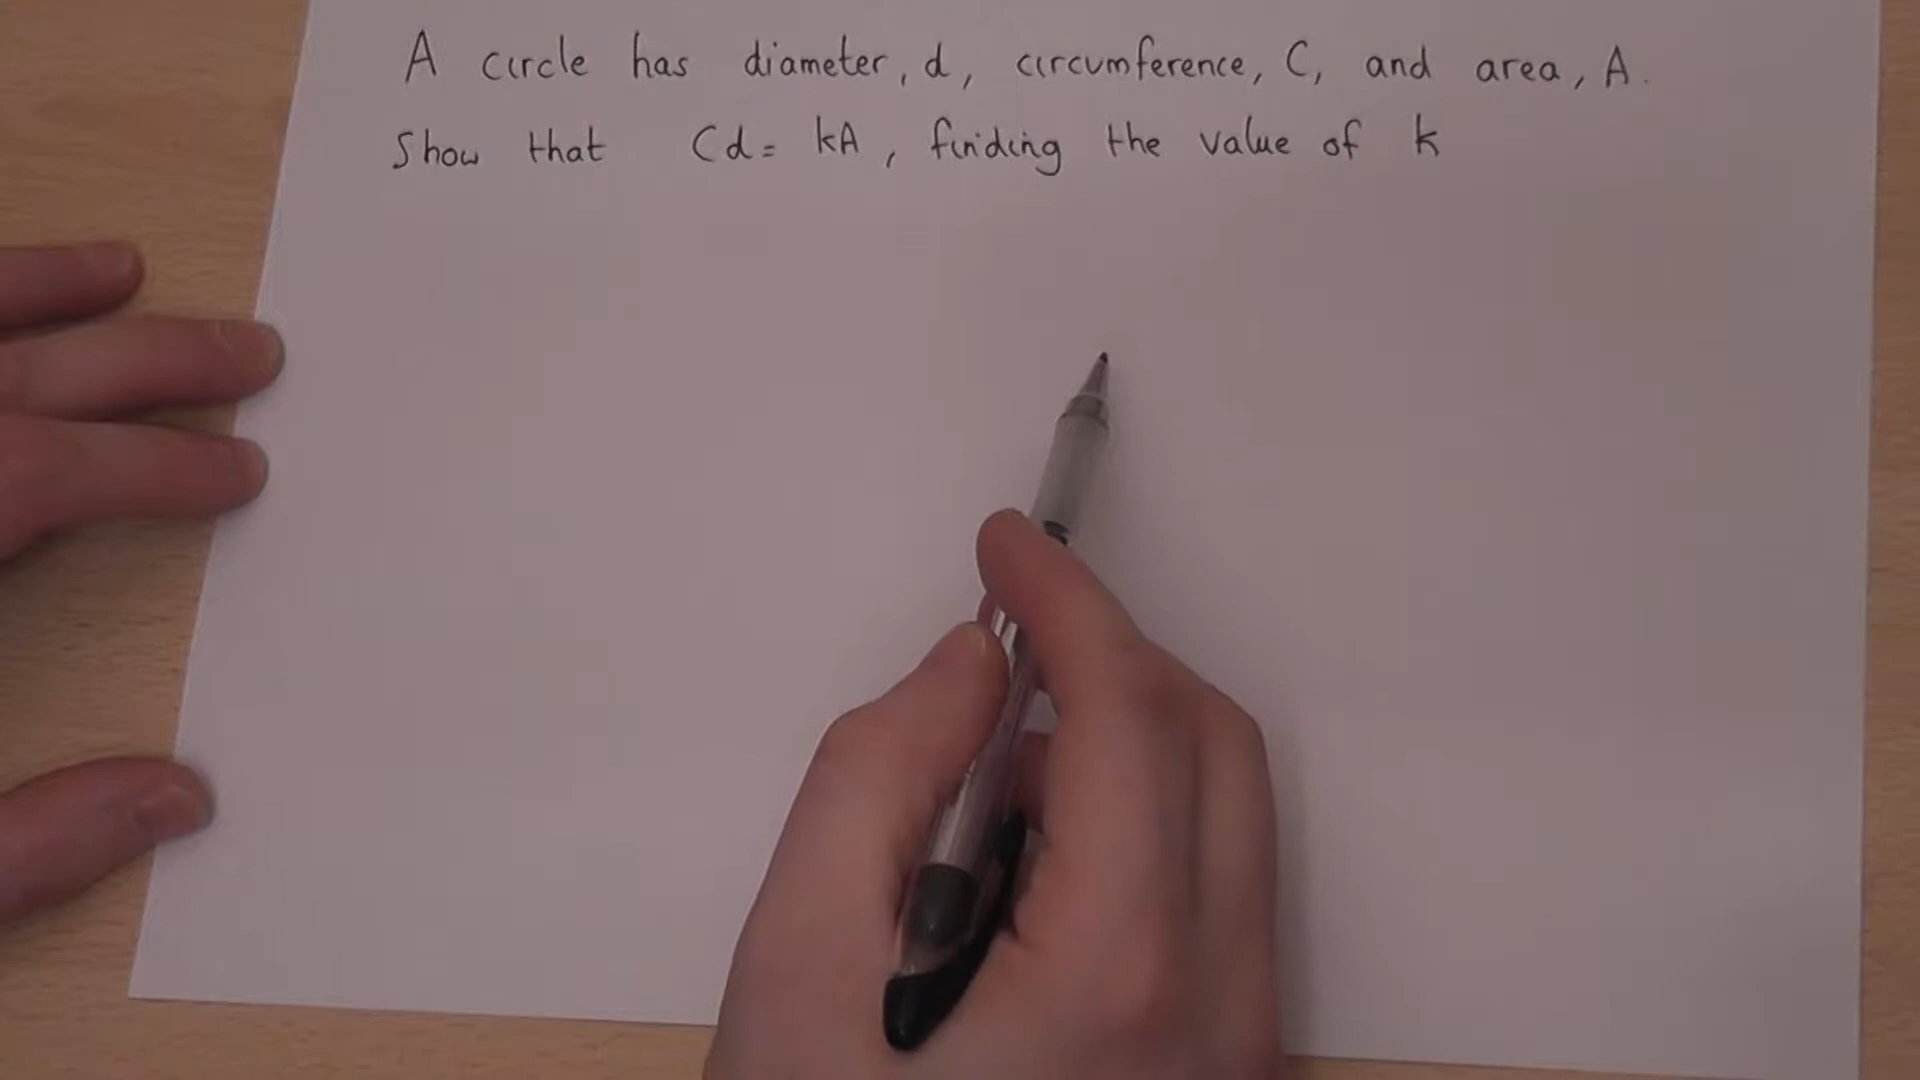 A circle has diameter, d, circumference, C, and area, A.
Show that Cd = kA, finding the value of k